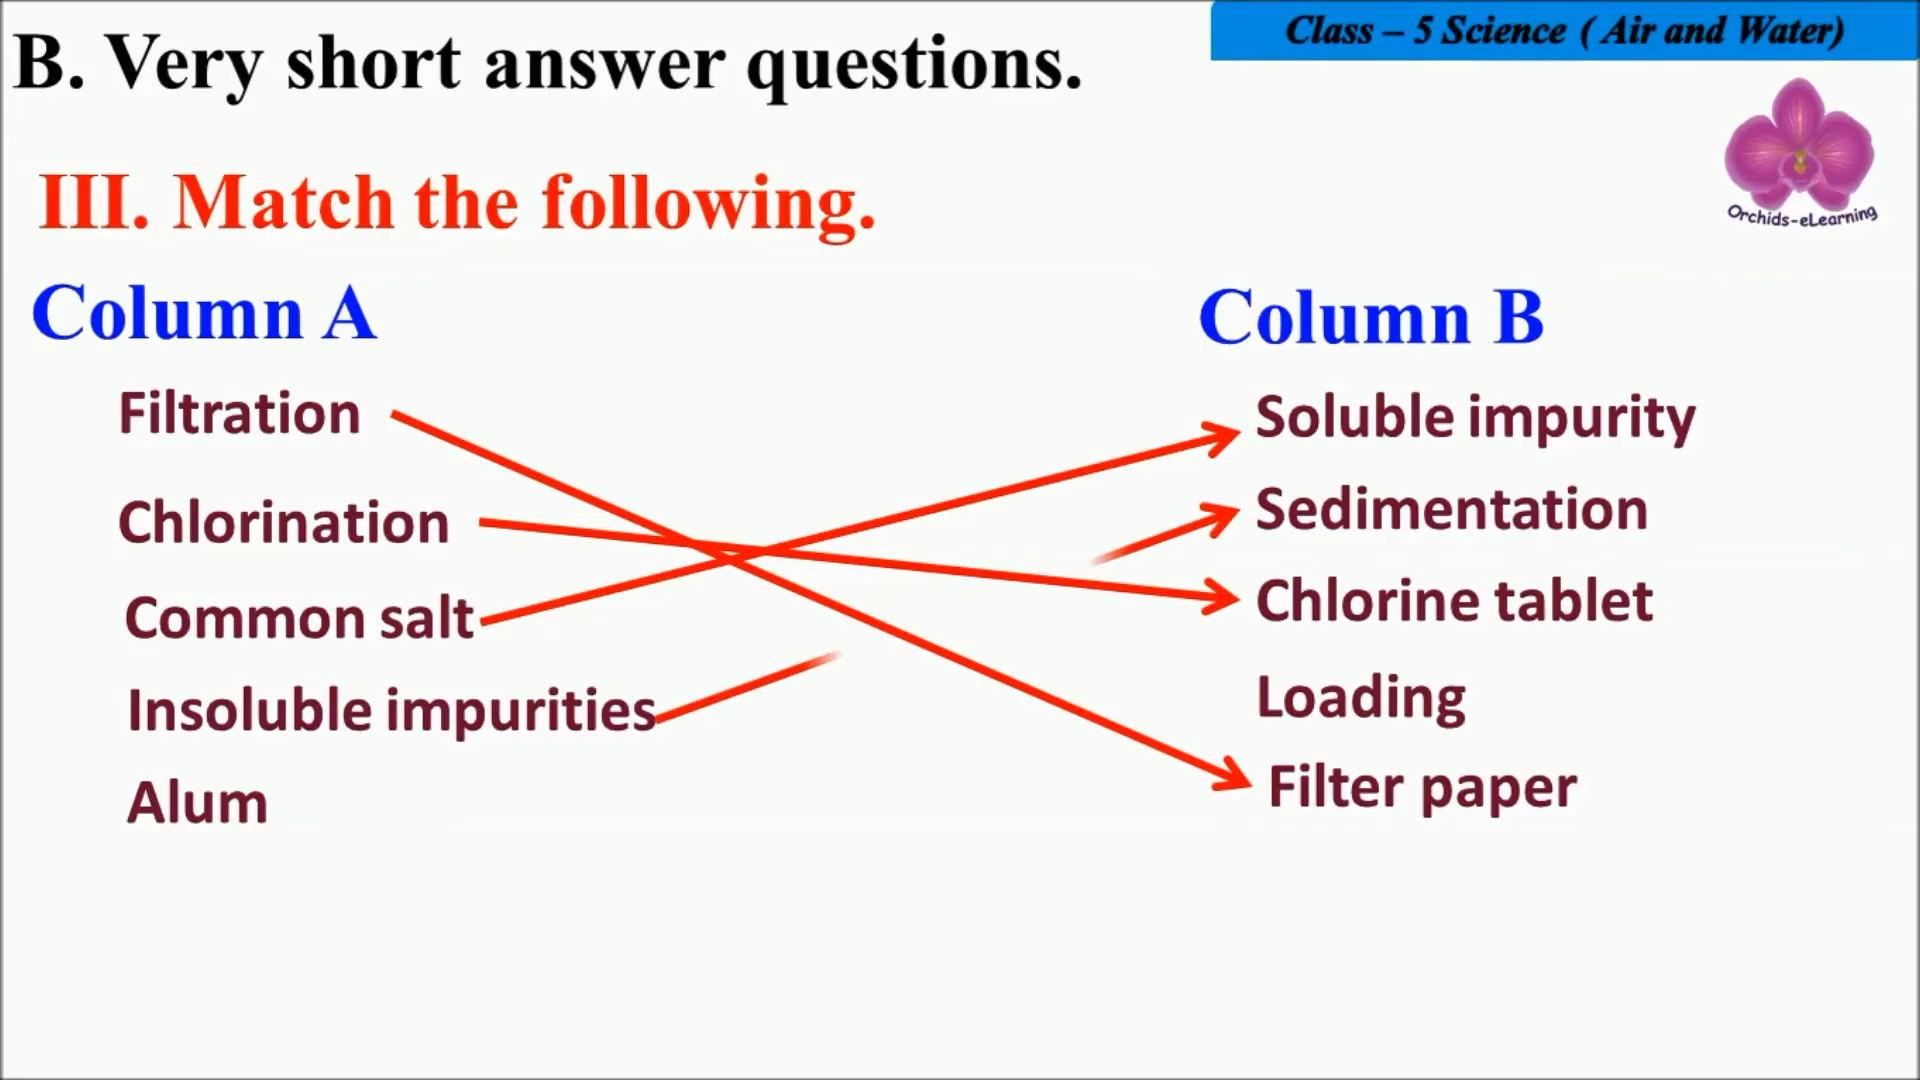 Class – 5 Science ( Air and Water)
B. Very short answer questions.
Orchids-eLearning
III. Match the following.
Column A
Column B
Filtration
Soluble impurity
Chlorination
Sedimentation
Common salt
Chlorine tablet
Insoluble impurities
Loading
Alum
Filter paper